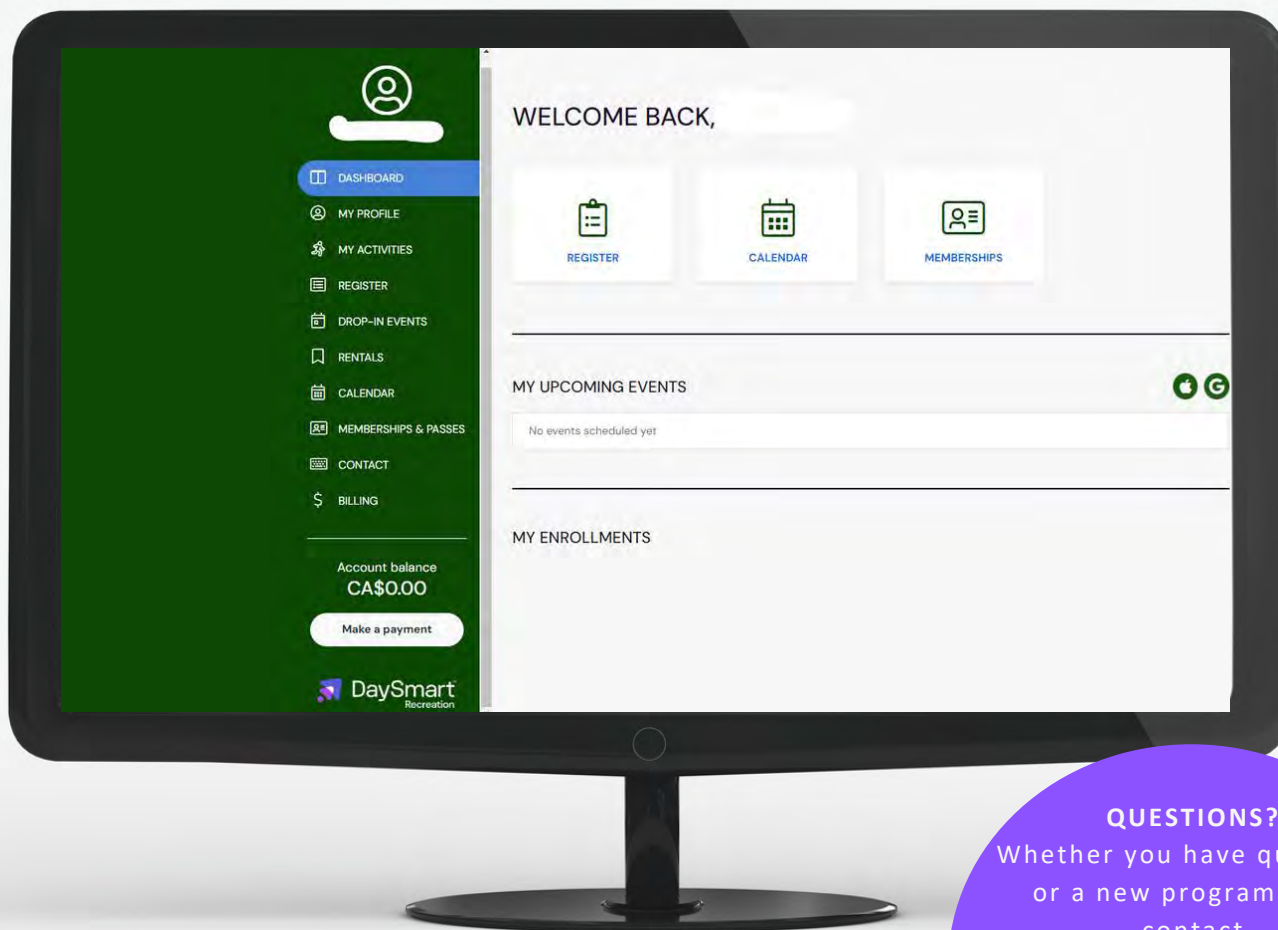 WELCOME BACK,
DASHBOARD
MY PROFILE
MY ACTIVITIES
REGISTER
DROP-IN EVENTS
RENTALS
CALENDAR
MEMBERSHIPS & PASSES
CONTACT
$ BILLING
Account balance
CA$0.00
Make a payment
DaySmart
Recreation
REGISTER
CALENDAR
MEMBERSHIPS
MY UPCOMING EVENTS
No events scheduled yet
MY ENROLLMENTS
QUESTIONS?
Whether you have
or a new program
contact